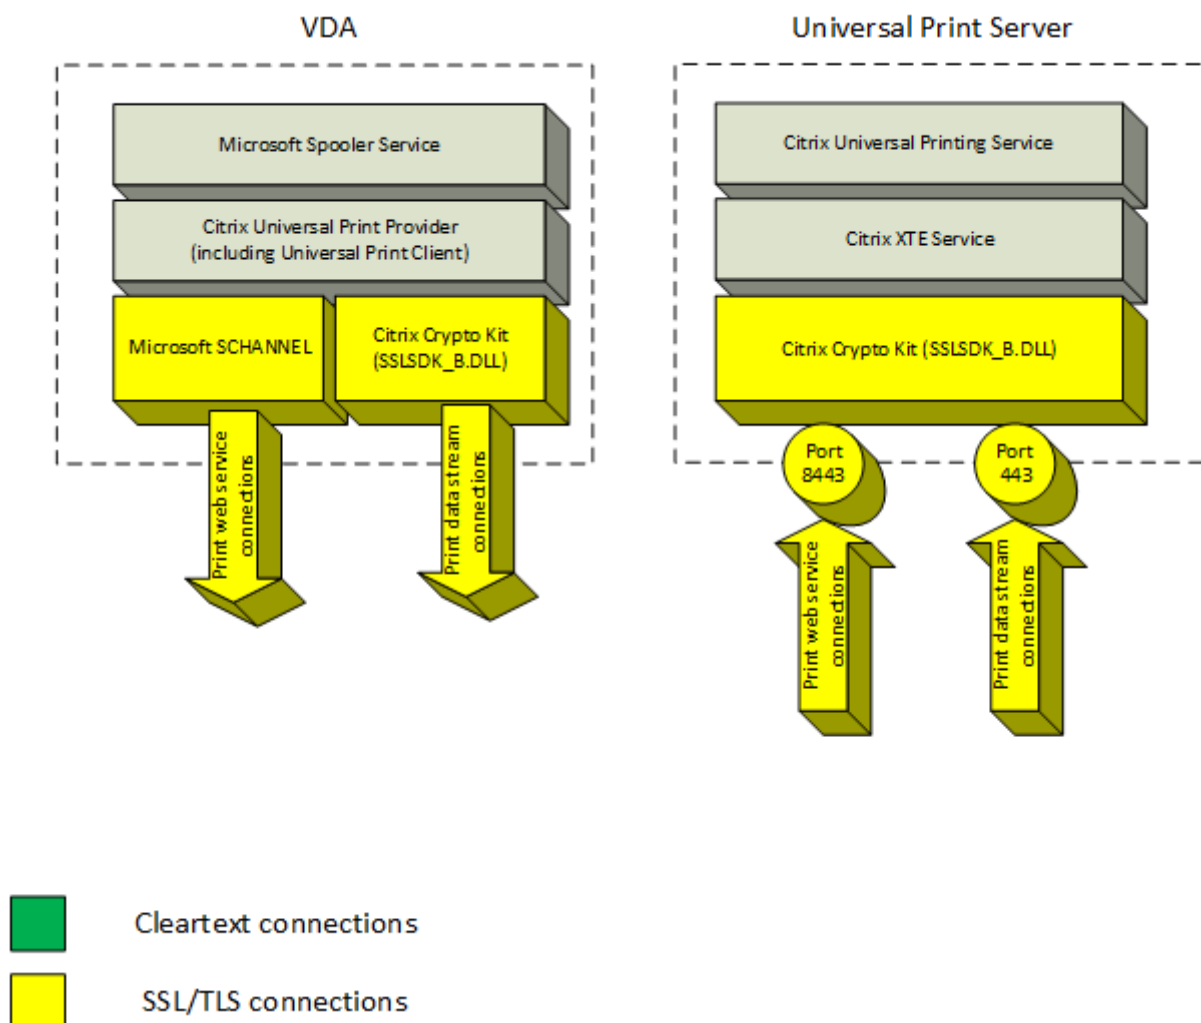 VDA
Universal Print Server
Microsoft Spooler Service
Citrix Universal Print Provider
(including Universal Print Client)
Microsoft SCHANNEL
Citrix Crypto Kit
(SSLSDK_B.DLL)
Print web service
connections
Print data stream
connections
Citrix Universal Printing Service
Citrix XTE Service
Citrix Crypto Kit (SSLSDK_B.DLL)
Port
8443
Port
443
Print web service
connections
Print data stream
connections
Cleartext connections
SSL/TLS connections